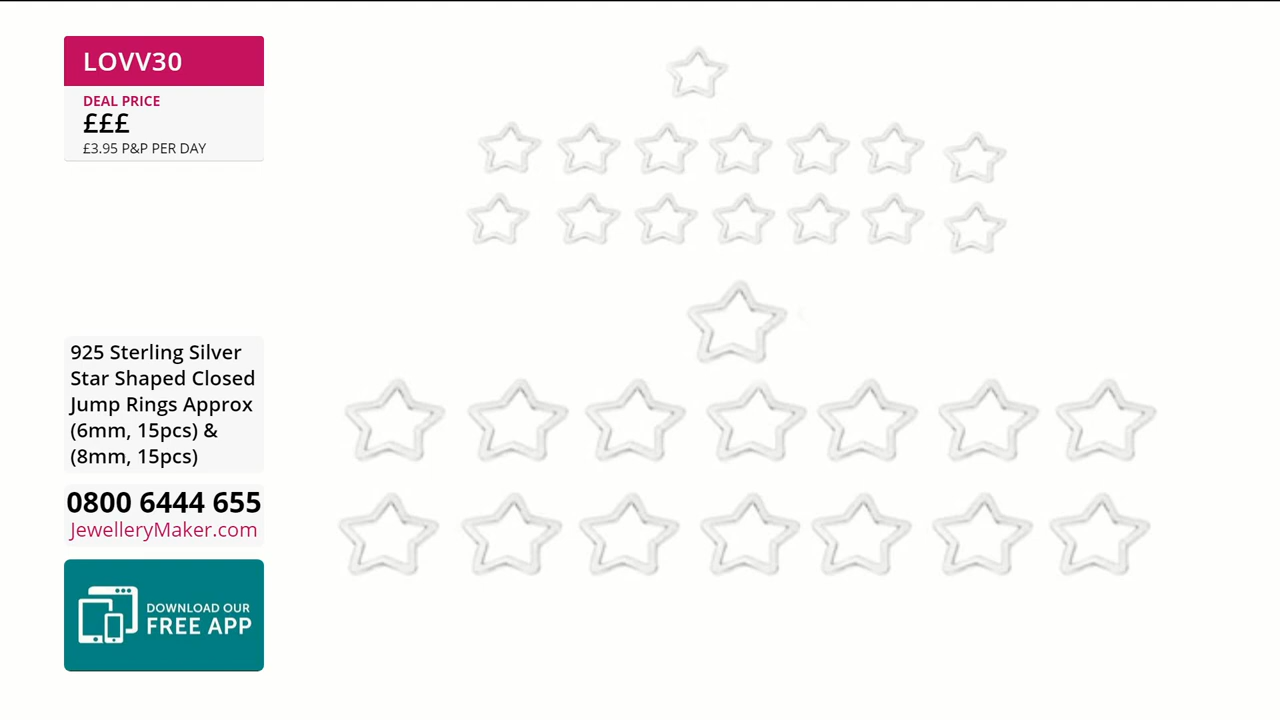 LOVV30
DEAL PRICE
£££
£3.95 P&P PER DAY
925 Sterling Silver
Star Shaped Closed
Jump Rings Approx
(6mm, 15pcs) &
(8mm, 15pcs)
0800 6444 655
JewelleryMaker.com
DOWNLOAD OUR
FREE APP